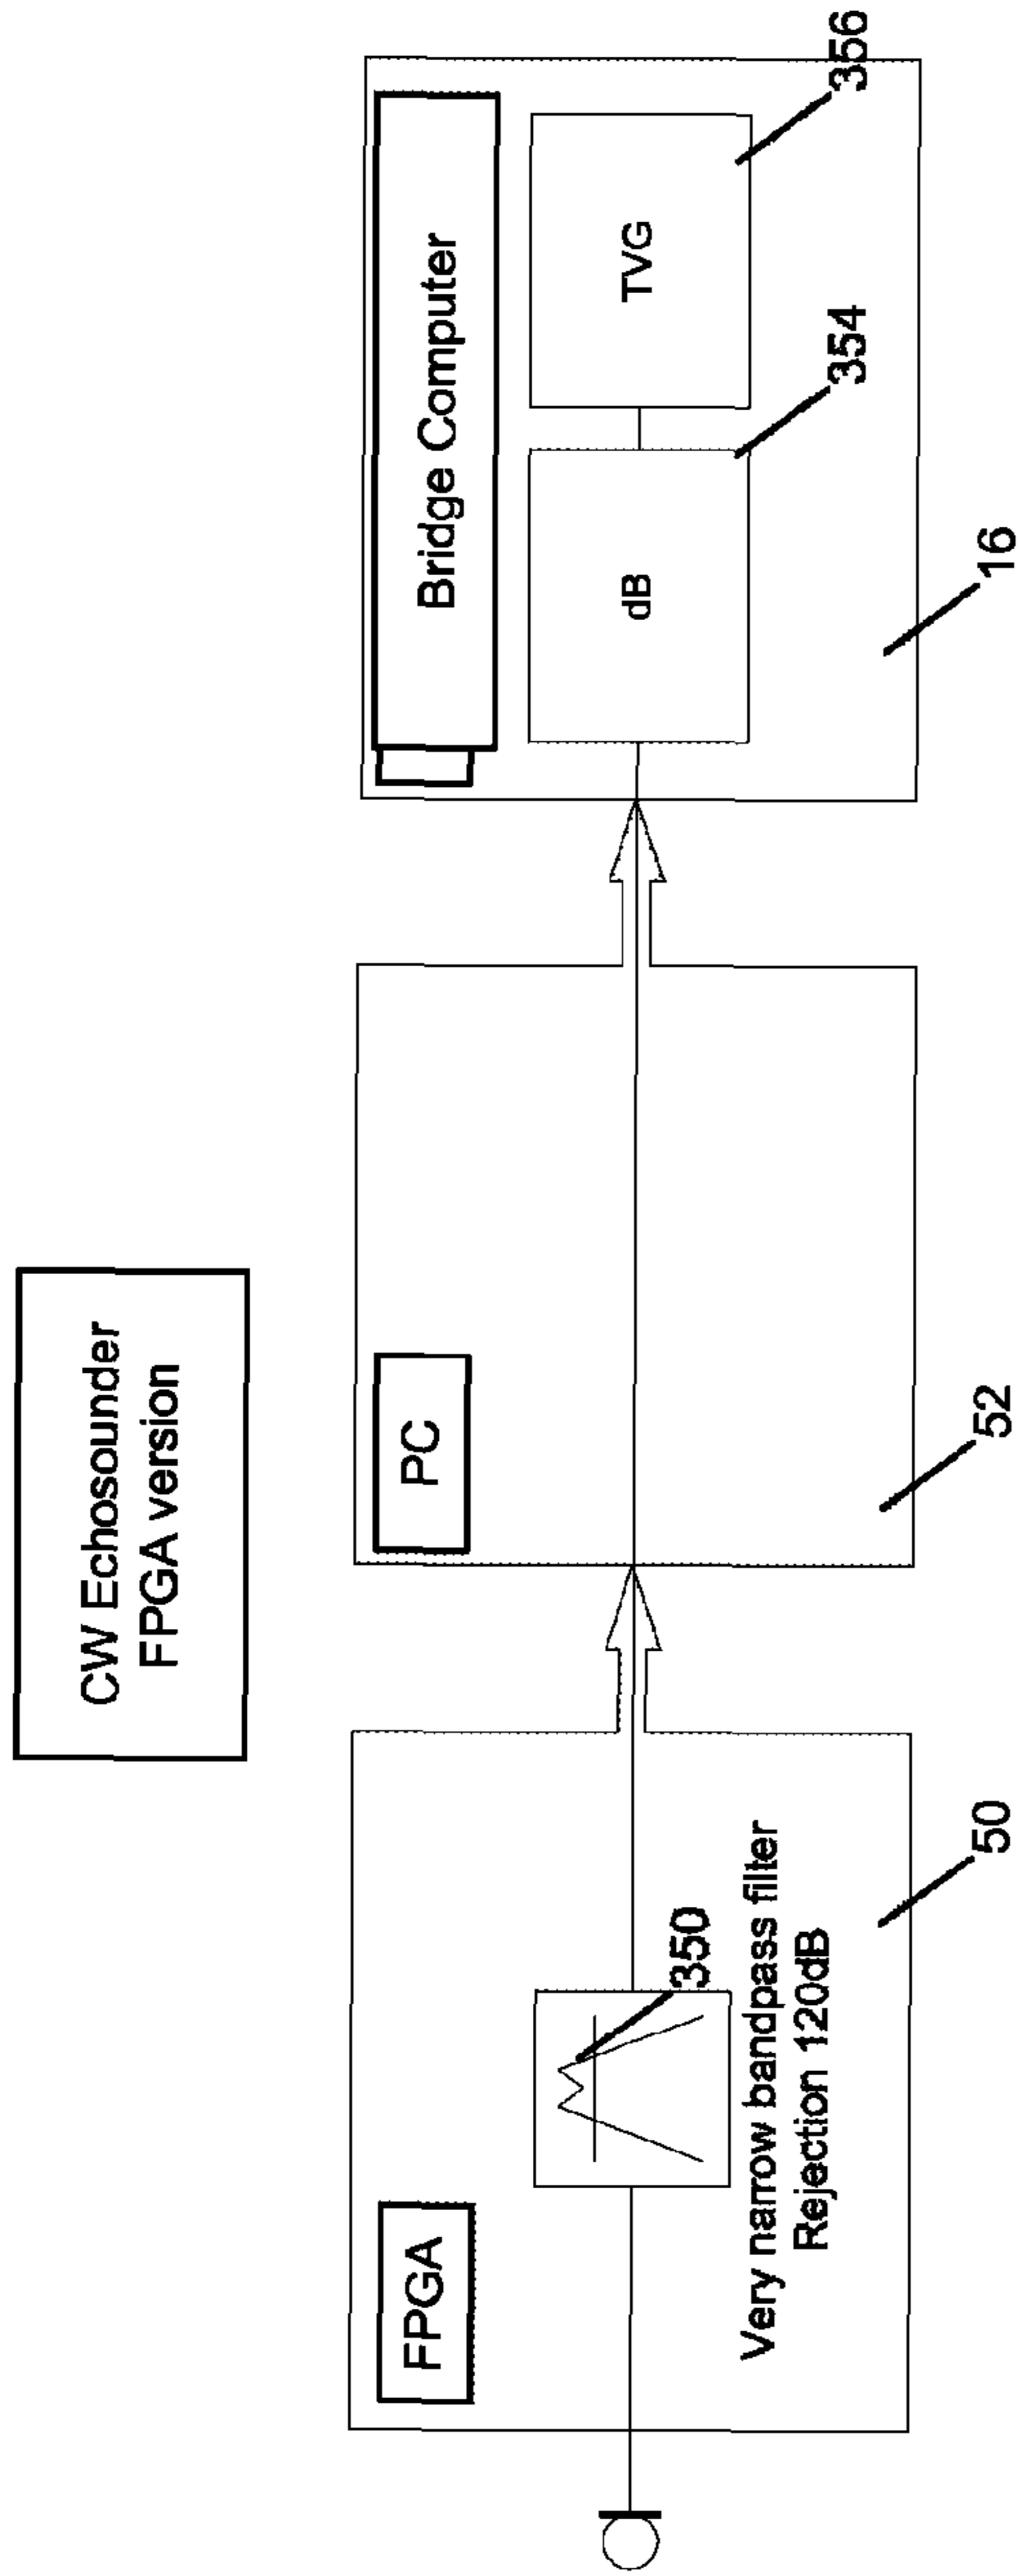 CW Echosounder
FPGA version
FPGA
350
Very narrow bandpass filter
Rejection 120dB
50
PC
52
Bridge Computer
dB
354
TVG
356
16